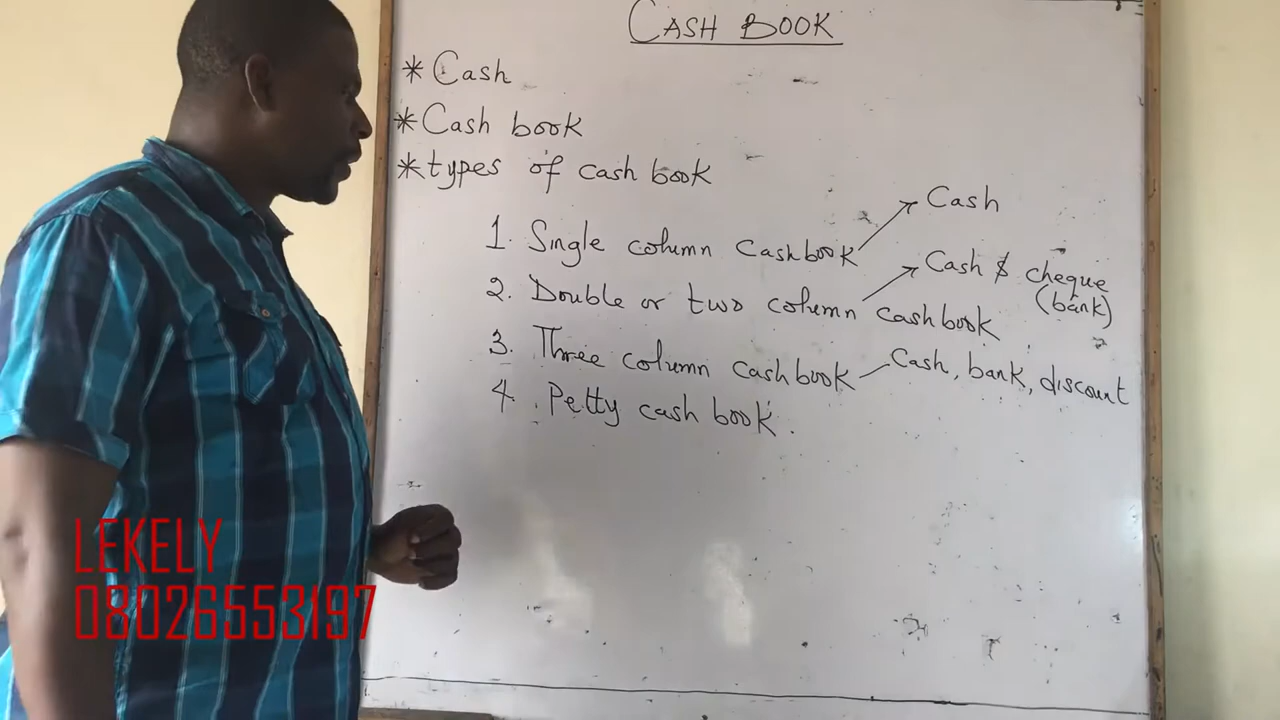 CASH BOOK
* Cash
* Cash book
* types of cash book
1. Single column Cashbook → Cash
2. Double or two column cashbook → Cash $ cheque (bank)
3. Three column cashbook — Cash, bank, discount
4. Petty cash book.
LEKELY
08026553197